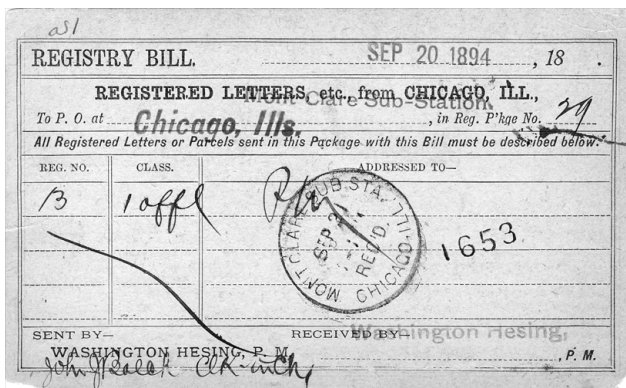 REGISTRY BILL. SEP 20 1894, 18 .
REGISTERED LETTERS, etc., from CHICAGO, ILL.,
Mont Clare Sub-Station,
To P. O. at Chicago, Ills. , in Reg. P'kge No. 29
All Registered Letters or Parcels sent in this Package with this Bill must be described below.
REG. NO. CLASS. ADDRESSED TO—
B 1 offl
MONT CLARE SUB STA. CHICAGO, ILL.
SEP 21
REC'D.
1653
SENT BY— RECEIVED BY—
Washington Hesing,
WASHINGTON HESING, P. M. , P. M.
John